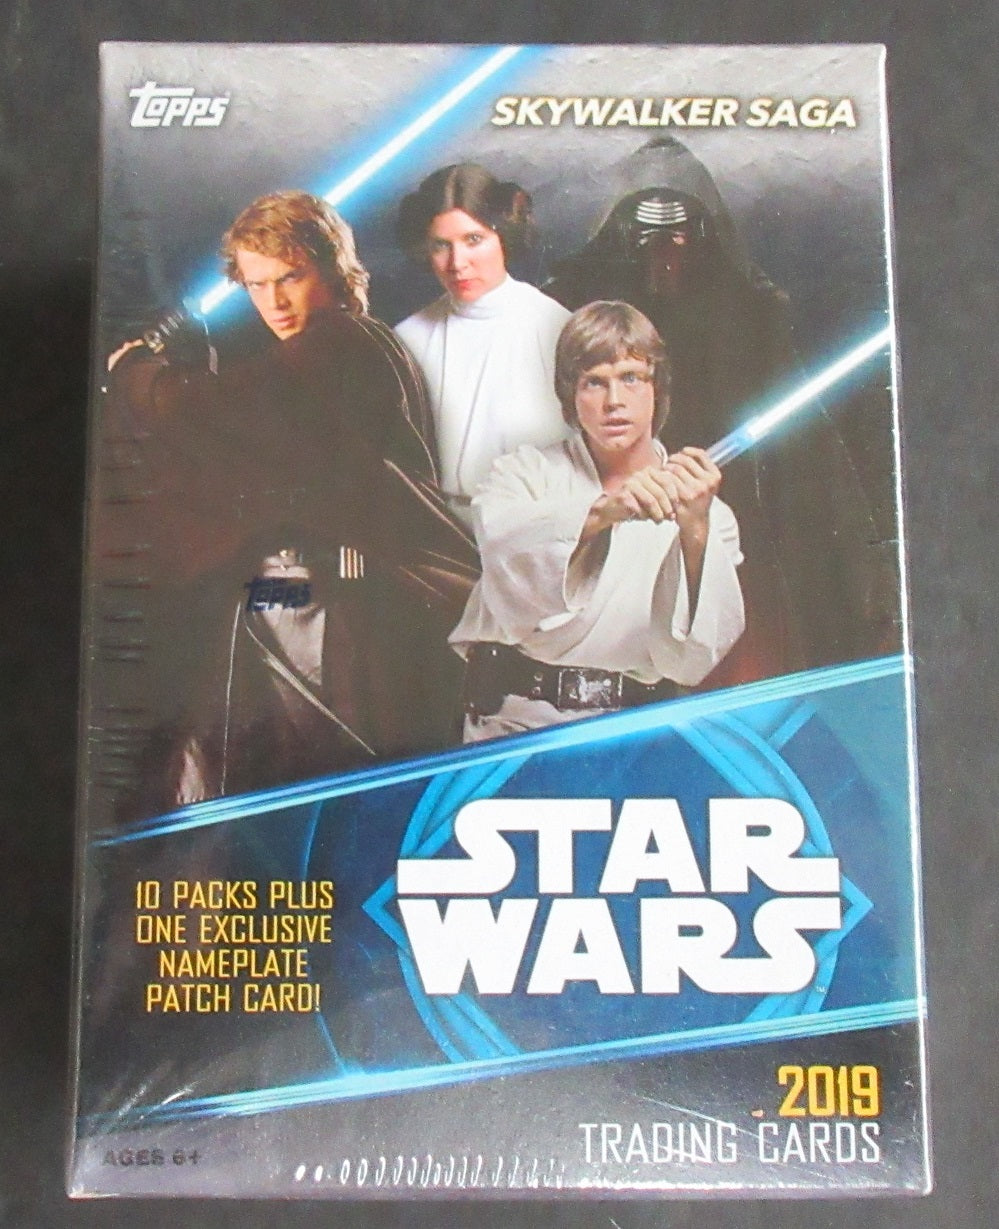 TOPPS
SKYWALKER SAGA
TOPPS
STAR
WARS
TM
10 PACKS PLUS
ONE EXCLUSIVE
NAMEPLATE
PATCH CARD!
2019
TRADING CARDS
AGES 6+